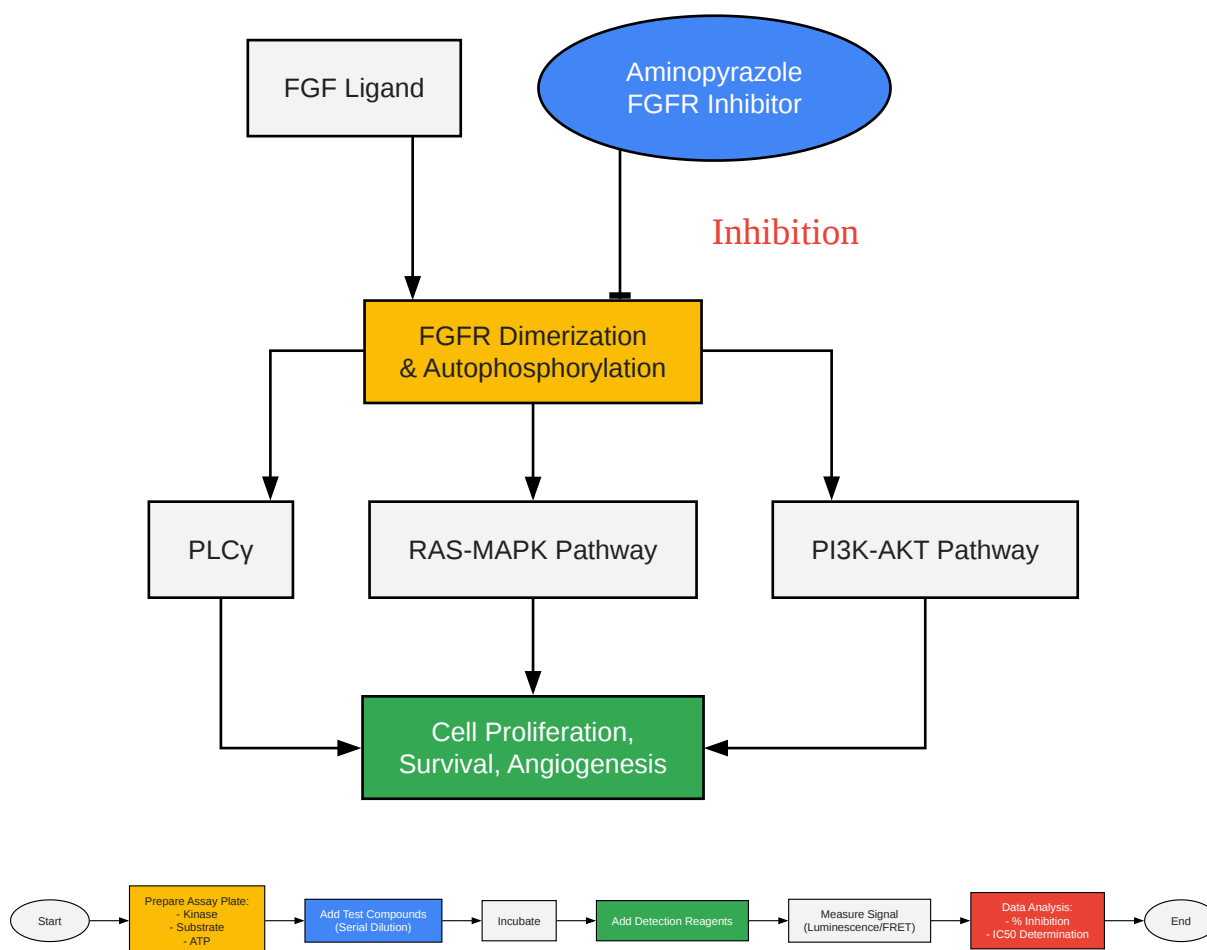 FGF Ligand
Aminopyrazole
FGFR Inhibitor
Inhibition
FGFR Dimerization
& Autophosphorylation
PLCγ
RAS-MAPK Pathway
PI3K-AKT Pathway
Cell Proliferation,
Survival, Angiogenesis
Start
Prepare Assay Plate:
- Kinase
- Substrate
- ATP
Add Test Compounds
(Serial Dilution)
Incubate
Add Detection Reagents
Measure Signal
(Luminescence/FRET)
Data Analysis:
- % Inhibition
- IC50 Determination
End